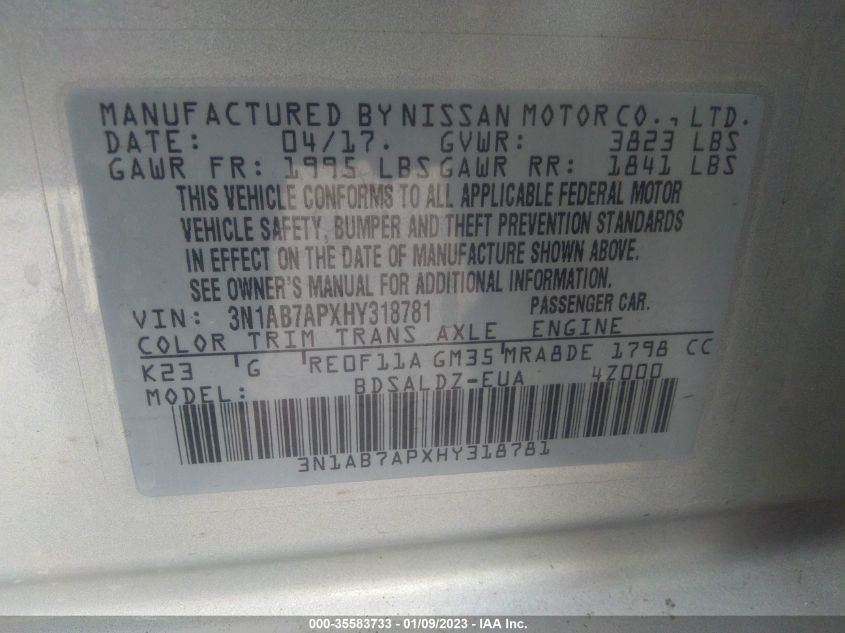 MANUFACTURED BY NISSAN MOTOR CO., LTD.
DATE: 04/17. GVWR: 3823 LBS
GAWR FR: 1995 LBS GAWR RR: 1841 LBS
THIS VEHICLE CONFORMS TO ALL APPLICABLE FEDERAL MOTOR
VEHICLE SAFETY, BUMPER AND THEFT PREVENTION STANDARDS
IN EFFECT ON THE DATE OF MANUFACTURE SHOWN ABOVE.
SEE OWNER'S MANUAL FOR ADDITIONAL INFORMATION.
VIN: 3N1AB7APXHY318781 PASSENGER CAR.
COLOR TRIM TRANS AXLE ENGINE
K23 G RE0F11A GM35 MRA8DE 1798 CC
MODEL: BDSALDZ-EUA 4Z000
3N1AB7APXHY318781
000-35583733 - 01/09/2023 - IAA Inc.